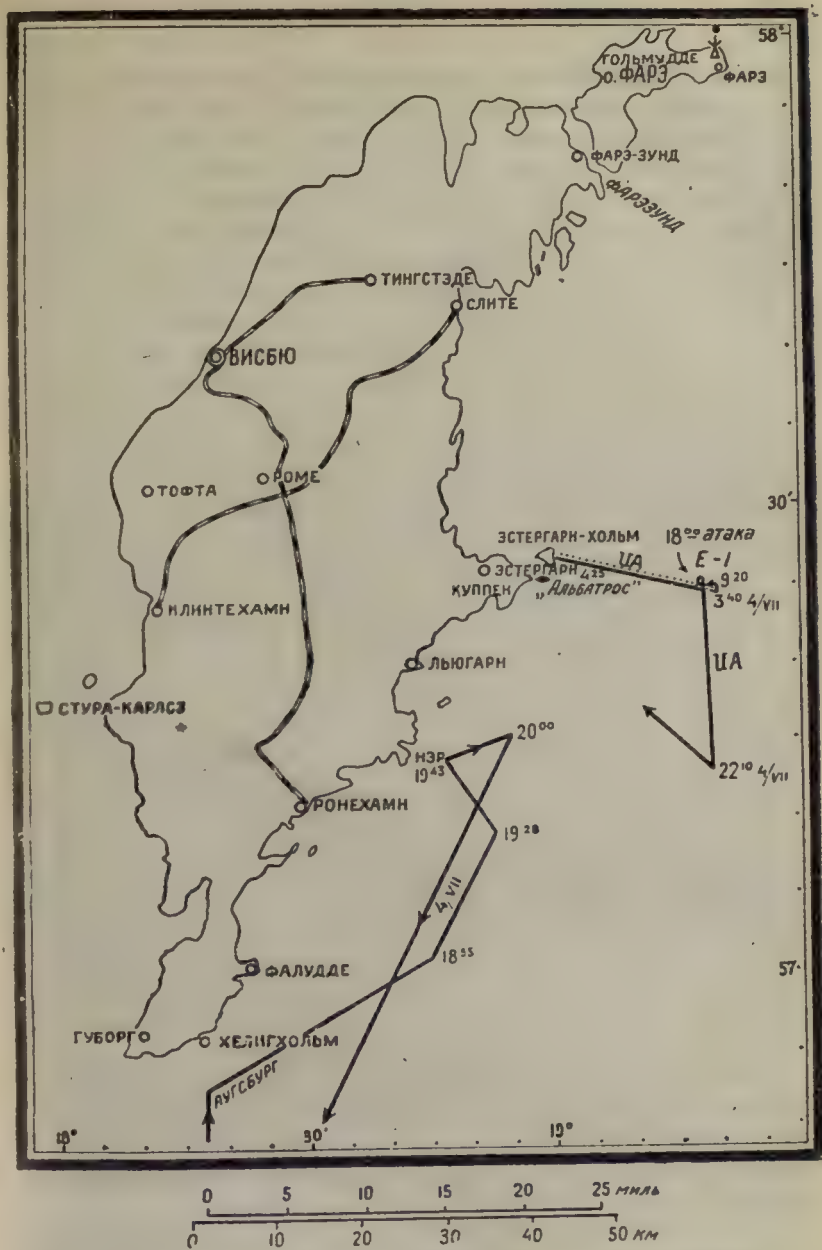 58°
ГОЛЬМУДДЕ
О. ФАРЭ
ФАРЭ
ФАРЭ-ЗУНД
ФАРЭЗУНД
ТИНГСТЭДЕ
СЛИТЕ
ВИСБЮ
РОМЕ
ТОФТА
30'
ЭСТЕРГАРН-ХОЛЬМ
18⁰⁰ атака
Е-1
ЦА
ЭСТЕРГАРН
4²⁵
9²⁰
КУППЕН
„АЛЬБАТРОС"
3⁴⁰ 4/VII
КЛИНТЕХАМН
ЦА
ЛЬЮГАРН
СТУРА-КАРЛСЭ
20⁰⁰
НЭР
19⁴³
22¹⁰ 4/VII
РОНЕХАМН
19²⁸
4/VII
18⁵⁵
57°
ФАЛУДДЕ
ГУБОРГ
ХЕЛИГХОЛЬМ
АУГСБУРГ
18°
30'
19°
0 5 10 15 20 25 миль
0 10 20 30 40 50 км